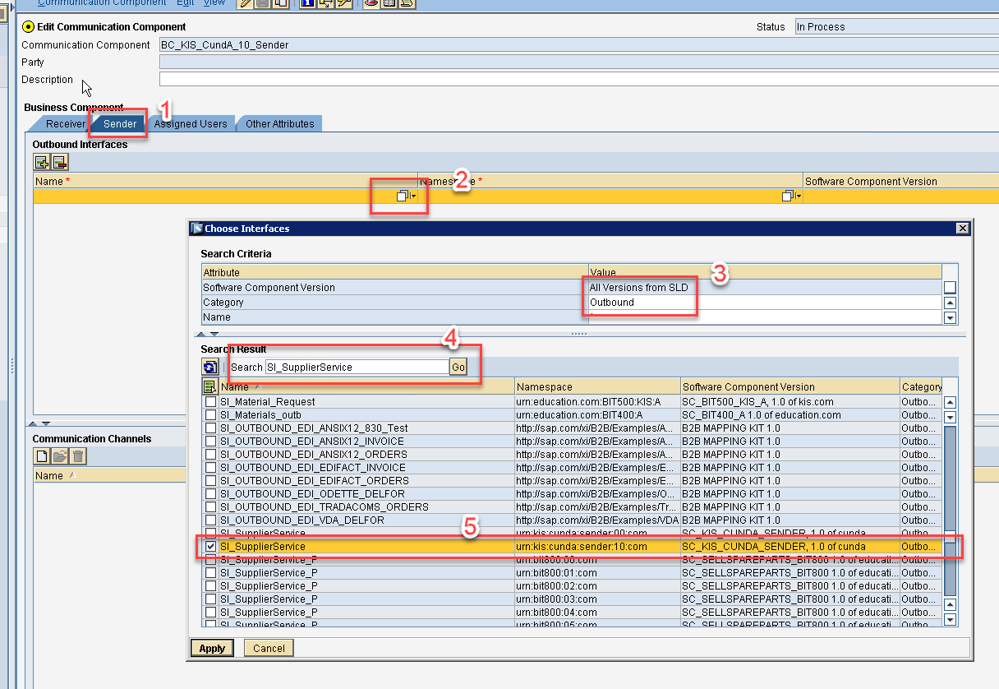 Communication Component Edit View
Edit Communication Component
Status In Process
Communication Component BC_KIS_CundA_10_Sender
Party
Description
Business Component
1
Receiver Sender Assigned Users Other Attributes
Outbound Interfaces
Name * Namespace * Software Component Version
2
Choose Interfaces
Search Criteria
Attribute Value
3
Software Component Version All Versions from SLD
Category Outbound
Name
4
Search Result
Search SI_SupplierService Go
Name Namespace Software Component Version Category
SI_Material_Request urn:education.com:BIT500:KIS:A SC_BIT500_KIS_A, 1.0 of kis.com Outbo...
SI_Materials_outb urn:education.com:BIT400:A SC_BIT400_A 1.0 of education.com Outbo...
SI_OUTBOUND_EDI_ANSIX12_830_Test http://sap.com/xi/B2B/Examples/A... B2B MAPPING KIT 1.0 Outbo...
SI_OUTBOUND_EDI_ANSIX12_INVOICE http://sap.com/xi/B2B/Examples/A... B2B MAPPING KIT 1.0 Outbo...
SI_OUTBOUND_EDI_ANSIX12_ORDERS http://sap.com/xi/B2B/Examples/A... B2B MAPPING KIT 1.0 Outbo...
SI_OUTBOUND_EDI_EDIFACT_INVOICE http://sap.com/xi/B2B/Examples/E... B2B MAPPING KIT 1.0 Outbo...
SI_OUTBOUND_EDI_EDIFACT_ORDERS http://sap.com/xi/B2B/Examples/E... B2B MAPPING KIT 1.0 Outbo...
SI_OUTBOUND_EDI_ODETTE_DELFOR http://sap.com/xi/B2B/Examples/O... B2B MAPPING KIT 1.0 Outbo...
SI_OUTBOUND_EDI_TRADACOMS_ORDERS http://sap.com/xi/B2B/Examples/Tr... B2B MAPPING KIT 1.0 Outbo...
SI_OUTBOUND_EDI_VDA_DELFOR http://sap.com/xi/B2B/Examples/VDA B2B MAPPING KIT 1.0 Outbo...
5
SI_SupplierService urn:kis:cunda:sender:00:com SC_KIS_CUNDA_SENDER, 1.0 of cunda Outbo...
SI_SupplierService urn:kis:cunda:sender:10:com SC_KIS_CUNDA_SENDER, 1.0 of cunda Outbo...
SI_SupplierService_P urn:bit800:00:com SC_SELLSPAREPARTS_BIT800 1.0 of educati... Outbo...
SI_SupplierService_P urn:bit800:01:com SC_SELLSPAREPARTS_BIT800 1.0 of educati... Outbo...
SI_SupplierService_P urn:bit800:02:com SC_SELLSPAREPARTS_BIT800 1.0 of educati... Outbo...
SI_SupplierService_P urn:bit800:03:com SC_SELLSPAREPARTS_BIT800 1.0 of educati... Outbo...
SI_SupplierService_P urn:bit800:04:com SC_SELLSPAREPARTS_BIT800 1.0 of educati... Outbo...
SI_SupplierService_P urn:bit800:05:com SC_SELLSPAREPARTS_BIT800 1.0 of educati... Outbo...
Apply Cancel
Communication Channels
Name